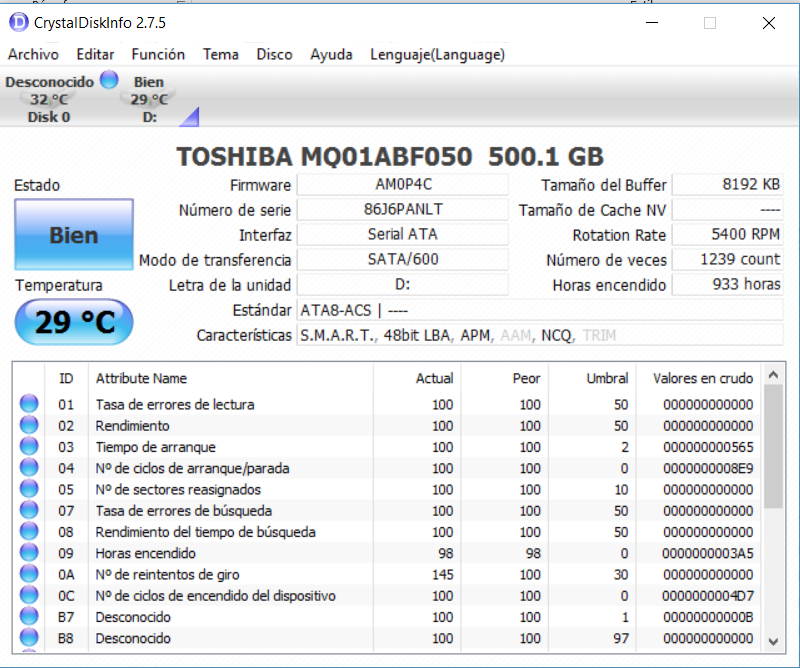 CrystalDiskInfo 2.7.5
Archivo Editar Función Tema Disco Ayuda Lenguaje(Language)
Desconocido Bien
32 °C 29 °C
Disk 0 D:
TOSHIBA MQ01ABF050 500.1 GB
Estado Firmware AM0P4C Tamaño del Buffer 8192 KB
Bien Número de serie 86J6PANLT Tamaño de Cache NV ----
Interfaz Serial ATA Rotation Rate 5400 RPM
Modo de transferencia SATA/600 Número de veces 1239 count
Temperatura Letra de la unidad D: Horas encendido 933 horas
29 °C Estándar ATA8-ACS | ----
Características S.M.A.R.T., 48bit LBA, APM, AAM, NCQ, TRIM
ID Attribute Name Actual Peor Umbral Valores en crudo
01 Tasa de errores de lectura 100 100 50 000000000000
02 Rendimiento 100 100 50 000000000000
03 Tiempo de arranque 100 100 2 000000000565
04 Nº de ciclos de arranque/parada 100 100 0 0000000008E9
05 Nº de sectores reasignados 100 100 10 000000000000
07 Tasa de errores de búsqueda 100 100 50 000000000000
08 Rendimiento del tiempo de búsqueda 100 100 50 000000000000
09 Horas encendido 98 98 0 0000000003A5
0A Nº de reintentos de giro 145 100 30 000000000000
0C Nº de ciclos de encendido del dispositivo 100 100 0 0000000004D7
B7 Desconocido 100 100 1 00000000000B
B8 Desconocido 100 100 97 000000000000